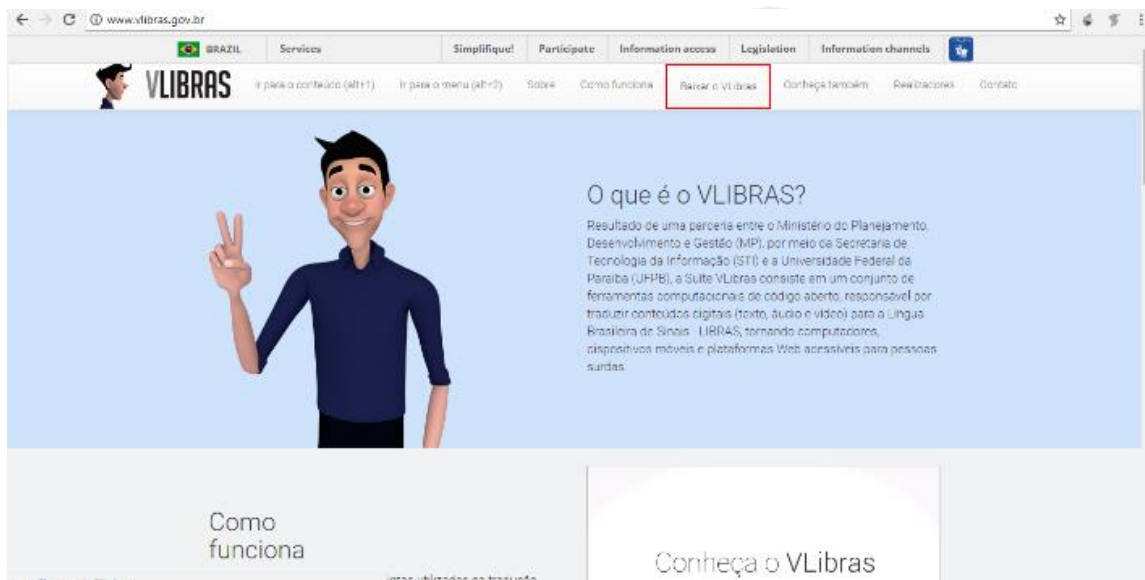 www.vlibras.gov.br
BRAZIL Services Simplifique! Participate Information access Legislation Information channels
VLIBRAS Ir para o conteúdo (alt+1) Ir para o menu (alt+2) Sobre Como funciona Baixar o VLibras Conheça também Realizadores Contato
O que é o VLIBRAS?
Resultado de uma parceria entre o Ministério do Planejamento,
Desenvolvimento e Gestão (MP), por meio da Secretaria de
Tecnologia da Informação (STI) e a Universidade Federal da
Paraíba (UFPB), a Suíte VLibras consiste em um conjunto de
ferramentas computacionais de código aberto, responsável por
traduzir conteúdos digitais (texto, áudio e vídeo) para a Língua
Brasileira de Sinais - LIBRAS, tornando computadores,
dispositivos móveis e plataformas Web acessíveis para pessoas
surdas.
Como
funciona
Conheça o VLibras
utilizadas na tradução